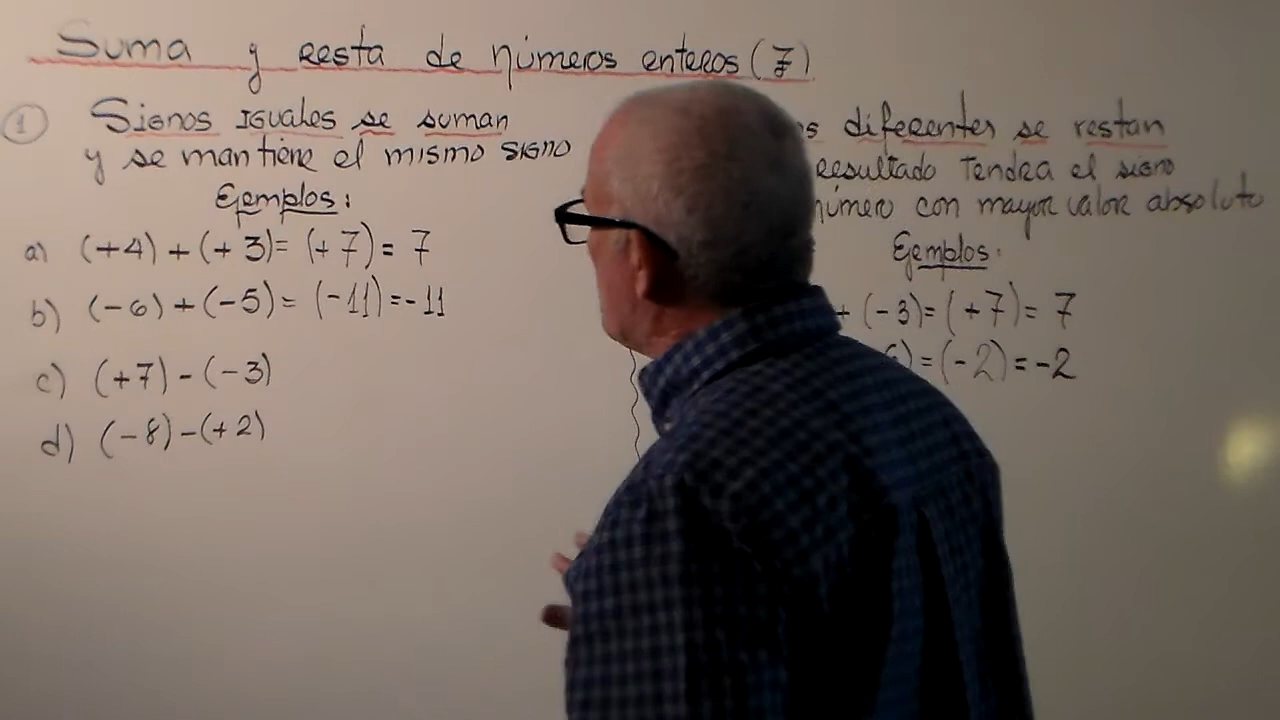 Suma y resta de números enteros (Z)
1 Signos Iguales se suman
y se mantiene el mismo signo
Ejemplos:
a) (+4) + (+3) = (+7) = 7
b) (-6) + (-5) = (-11) = -11
c) (+7) - (-3)
d) (-8) - (+2)
diferentes se restan
resultado tendra el signo
número con mayor valor absoluto
Ejemplos:
+ (-3) = (+7) = 7
) = (-2) = -2